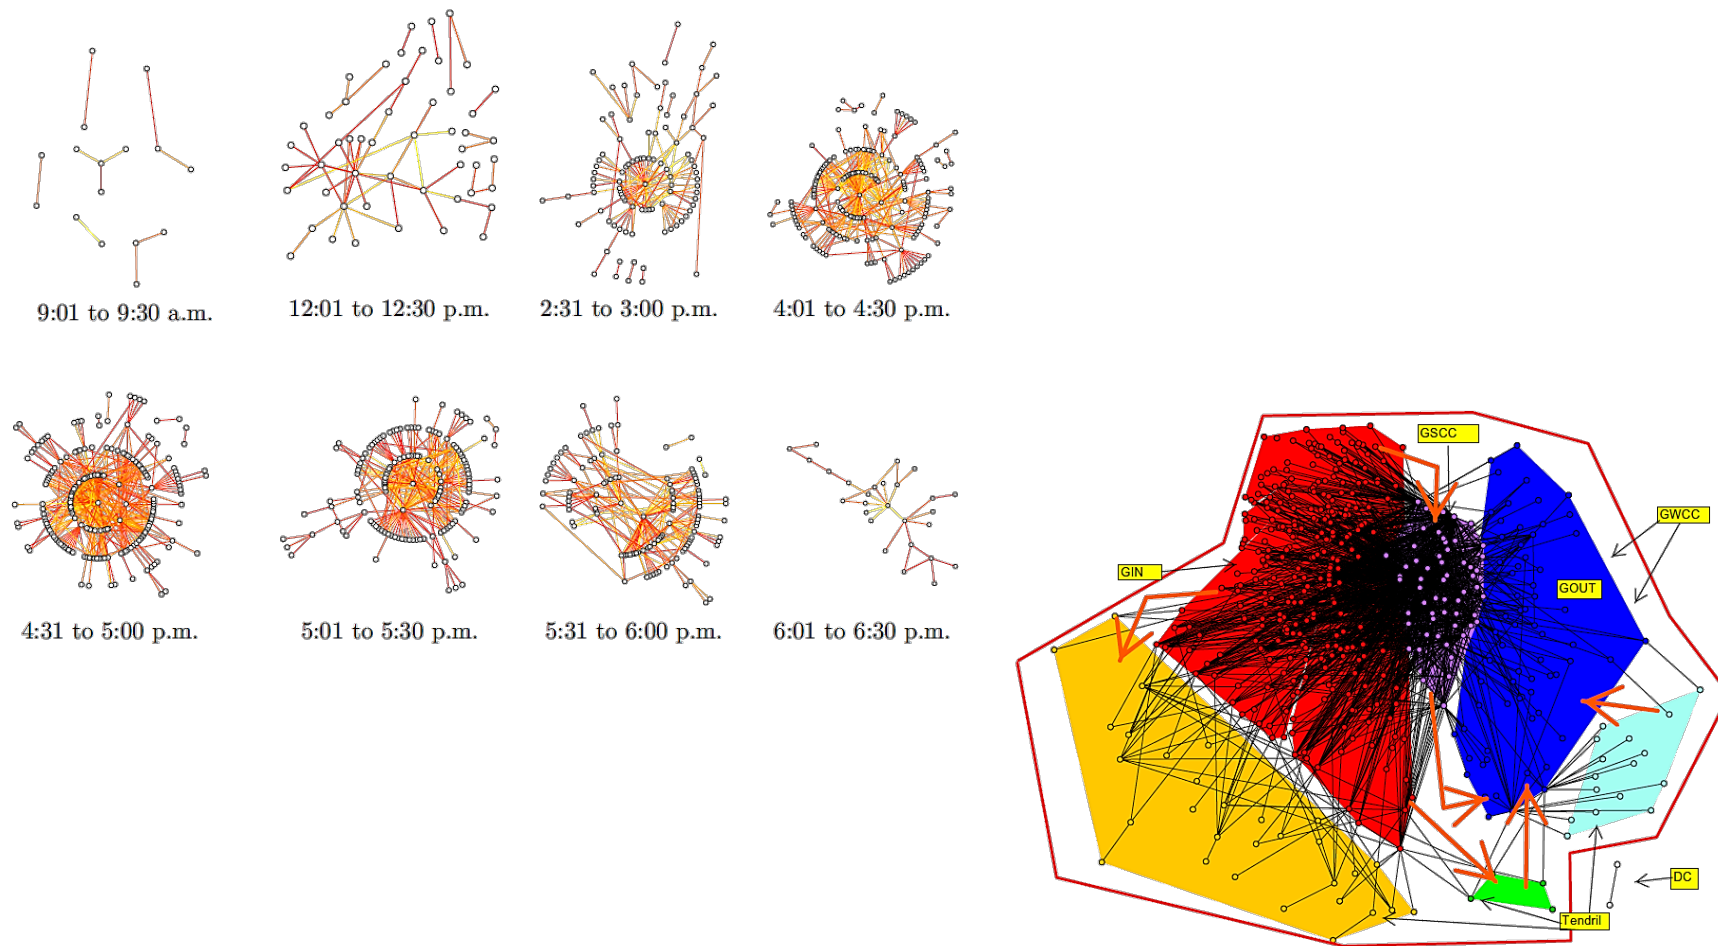 9:01 to 9:30 a.m.
12:01 to 12:30 p.m.
2:31 to 3:00 p.m.
4:01 to 4:30 p.m.
4:31 to 5:00 p.m.
5:01 to 5:30 p.m.
5:31 to 6:00 p.m.
6:01 to 6:30 p.m.
GSCC
GWCC
GIN
GOUT
DC
Tendril